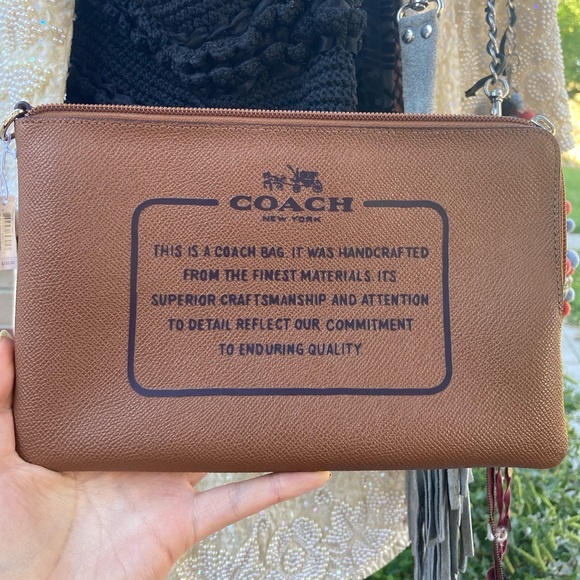 COACH
NEW YORK
THIS IS A COACH BAG. IT WAS HANDCRAFTED
FROM THE FINEST MATERIALS. ITS
SUPERIOR CRAFTSMANSHIP AND ATTENTION
TO DETAIL REFLECT OUR COMMITMENT
TO ENDURING QUALITY.